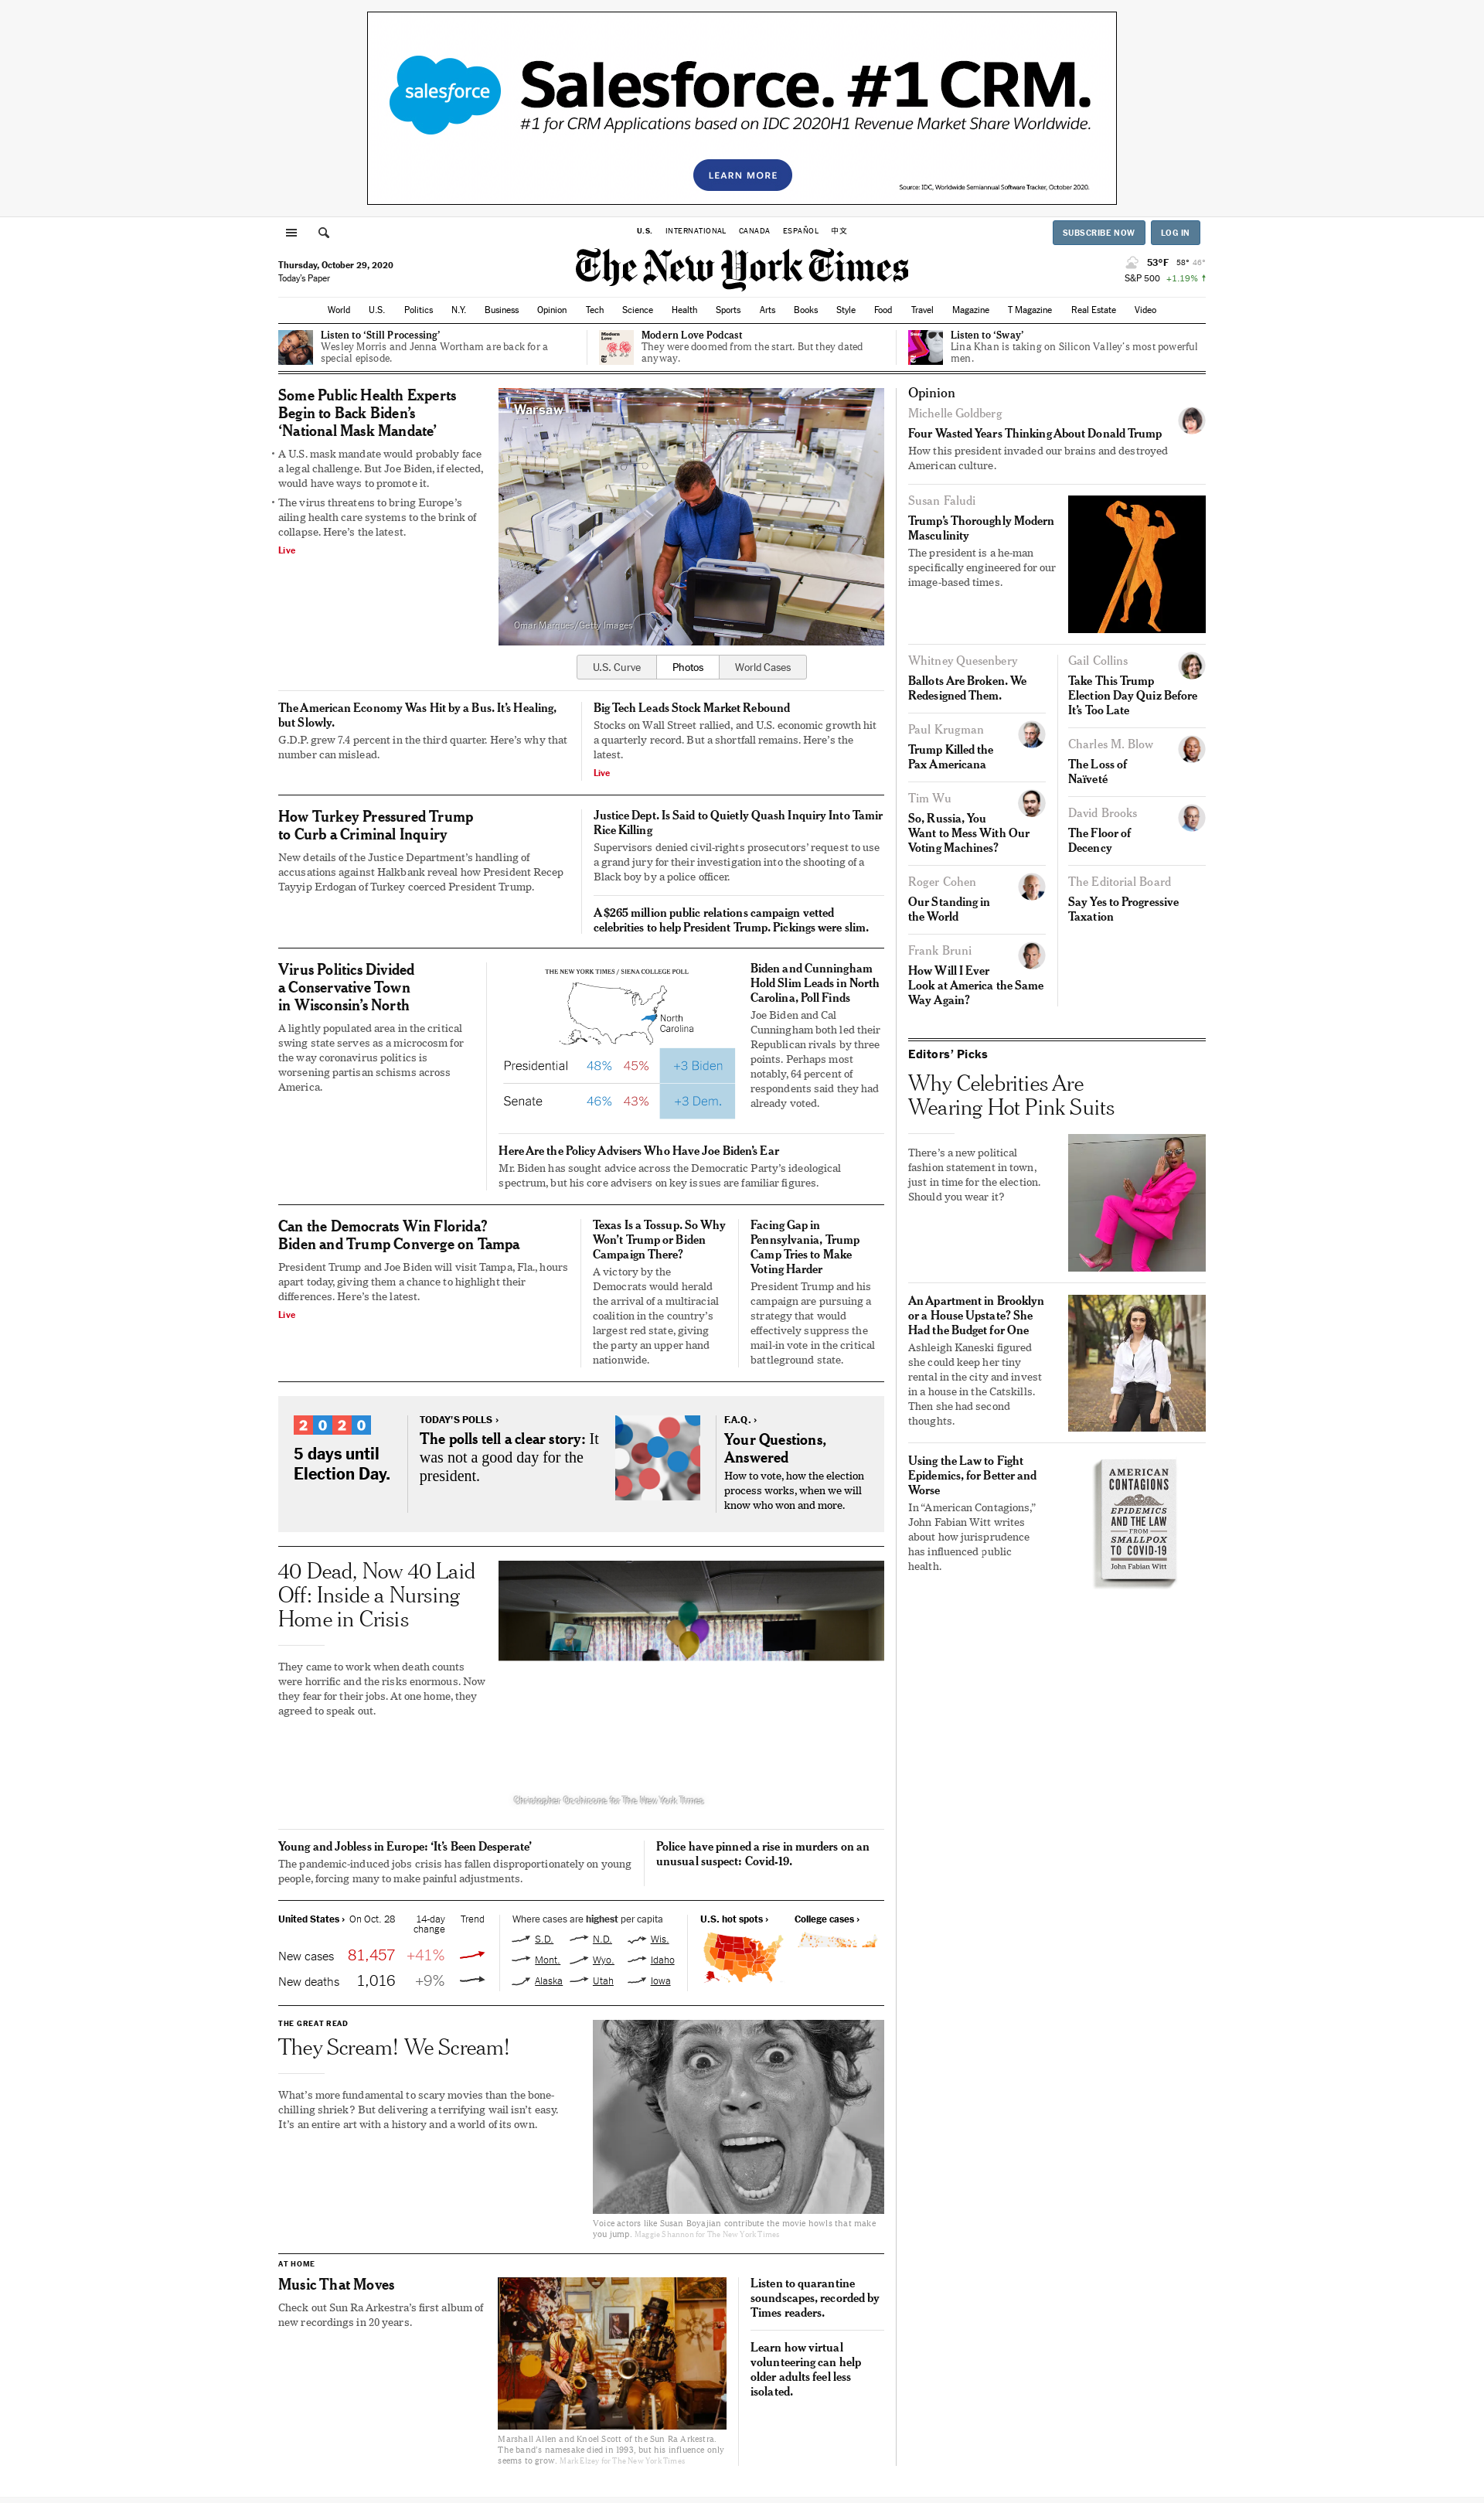 salesforce
Salesforce. #1 CRM.
#1 for CRM Applications based on IDC 2020H1 Revenue Market Share Worldwide.
LEARN MORE
Source: IDC, Worldwide Semiannual Software Tracker, October 2020.
U.S. INTERNATIONAL CANADA ESPAÑOL 中文
SUBSCRIBE NOW LOG IN
Thursday, October 29, 2020
Today's Paper
The New York Times
53°F 58° 46°
S&P 500 +1.19% ↑
World U.S. Politics N.Y. Business Opinion Tech Science Health Sports Arts Books Style Food Travel Magazine T Magazine Real Estate Video
Listen to ‘Still Processing’
Wesley Morris and Jenna Wortham are back for a
special episode.
Modern Love
Modern Love Podcast
They were doomed from the start. But they dated
anyway.
Listen to ‘Sway’
Lina Khan is taking on Silicon Valley’s most powerful
men.
Some Public Health Experts
Begin to Back Biden’s
‘National Mask Mandate’
• A U.S. mask mandate would probably face
a legal challenge. But Joe Biden, if elected,
would have ways to promote it.
• The virus threatens to bring Europe’s
ailing health care systems to the brink of
collapse. Here’s the latest.
Live
Warsaw
Omar Marques/Getty Images
U.S. Curve Photos World Cases
The American Economy Was Hit by a Bus. It’s Healing,
but Slowly.
G.D.P. grew 7.4 percent in the third quarter. Here’s why that
number can mislead.
Big Tech Leads Stock Market Rebound
Stocks on Wall Street rallied, and U.S. economic growth hit
a quarterly record. But a shortfall remains. Here’s the
latest.
Live
How Turkey Pressured Trump
to Curb a Criminal Inquiry
New details of the Justice Department’s handling of
accusations against Halkbank reveal how President Recep
Tayyip Erdogan of Turkey coerced President Trump.
Justice Dept. Is Said to Quietly Quash Inquiry Into Tamir
Rice Killing
Supervisors denied civil-rights prosecutors’ request to use
a grand jury for their investigation into the shooting of a
Black boy by a police officer.
A $265 million public relations campaign vetted
celebrities to help President Trump. Pickings were slim.
Virus Politics Divided
a Conservative Town
in Wisconsin’s North
A lightly populated area in the critical
swing state serves as a microcosm for
the way coronavirus politics is
worsening partisan schisms across
America.
THE NEW YORK TIMES / SIENA COLLEGE POLL
North
Carolina
Presidential 48% 45% +3 Biden
Senate 46% 43% +3 Dem.
Biden and Cunningham
Hold Slim Leads in North
Carolina, Poll Finds
Joe Biden and Cal
Cunningham both led their
Republican rivals by three
points. Perhaps most
notably, 64 percent of
respondents said they had
already voted.
Here Are the Policy Advisers Who Have Joe Biden’s Ear
Mr. Biden has sought advice across the Democratic Party’s ideological
spectrum, but his core advisers on key issues are familiar figures.
Can the Democrats Win Florida?
Biden and Trump Converge on Tampa
President Trump and Joe Biden will visit Tampa, Fla., hours
apart today, giving them a chance to highlight their
differences. Here’s the latest.
Live
Texas Is a Tossup. So Why
Won’t Trump or Biden
Campaign There?
A victory by the
Democrats would herald
the arrival of a multiracial
coalition in the country’s
largest red state, giving
the party an upper hand
nationwide.
Facing Gap in
Pennsylvania, Trump
Camp Tries to Make
Voting Harder
President Trump and his
campaign are pursuing a
strategy that would
effectively suppress the
mail-in vote in the critical
battleground state.
2020
5 days until
Election Day.
TODAY’S POLLS ›
The polls tell a clear story: It
was not a good day for the
president.
F.A.Q. ›
Your Questions,
Answered
How to vote, how the election
process works, when we will
know who won and more.
40 Dead, Now 40 Laid
Off: Inside a Nursing
Home in Crisis
They came to work when death counts
were horrific and the risks enormous. Now
they fear for their jobs. At one home, they
agreed to speak out.
Christopher Occhicone for The New York Times
Young and Jobless in Europe: ‘It’s Been Desperate’
The pandemic-induced jobs crisis has fallen disproportionately on young
people, forcing many to make painful adjustments.
Police have pinned a rise in murders on an
unusual suspect: Covid-19.
United States › On Oct. 28 14-day
change Trend
New cases 81,457 +41%
New deaths 1,016 +9%
Where cases are highest per capita
S.D. N.D. Wis.
Mont. Wyo. Idaho
Alaska Utah Iowa
U.S. hot spots ›
College cases ›
THE GREAT READ
They Scream! We Scream!
What’s more fundamental to scary movies than the bone-
chilling shriek? But delivering a terrifying wail isn’t easy.
It’s an entire art with a history and a world of its own.
Voice actors like Susan Boyajian contribute the movie howls that make
you jump. Maggie Shannon for The New York Times
AT HOME
Music That Moves
Check out Sun Ra Arkestra’s first album of
new recordings in 20 years.
Marshall Allen and Knoel Scott of the Sun Ra Arkestra.
The band’s namesake died in 1993, but his influence only
seems to grow. Mark Elzey for The New York Times
Listen to quarantine
soundscapes, recorded by
Times readers.
Learn how virtual
volunteering can help
older adults feel less
isolated.
Opinion
Michelle Goldberg
Four Wasted Years Thinking About Donald Trump
How this president invaded our brains and destroyed
American culture.
Susan Faludi
Trump’s Thoroughly Modern
Masculinity
The president is a he-man
specifically engineered for our
image-based times.
Whitney Quesenbery
Ballots Are Broken. We
Redesigned Them.
Paul Krugman
Trump Killed the
Pax Americana
Tim Wu
So, Russia, You
Want to Mess With Our
Voting Machines?
Roger Cohen
Our Standing in
the World
Frank Bruni
How Will I Ever
Look at America the Same
Way Again?
Gail Collins
Take This Trump
Election Day Quiz Before
It’s Too Late
Charles M. Blow
The Loss of
Naïveté
David Brooks
The Floor of
Decency
The Editorial Board
Say Yes to Progressive
Taxation
Editors’ Picks
Why Celebrities Are
Wearing Hot Pink Suits
There’s a new political
fashion statement in town,
just in time for the election.
Should you wear it?
An Apartment in Brooklyn
or a House Upstate? She
Had the Budget for One
Ashleigh Kaneski figured
she could keep her tiny
rental in the city and invest
in a house in the Catskills.
Then she had second
thoughts.
Using the Law to Fight
Epidemics, for Better and
Worse
In “American Contagions,”
John Fabian Witt writes
about how jurisprudence
has influenced public
health.
AMERICAN
CONTAGIONS
EPIDEMICS
AND THE LAW
FROM
SMALLPOX
TO COVID-19
John Fabian Witt